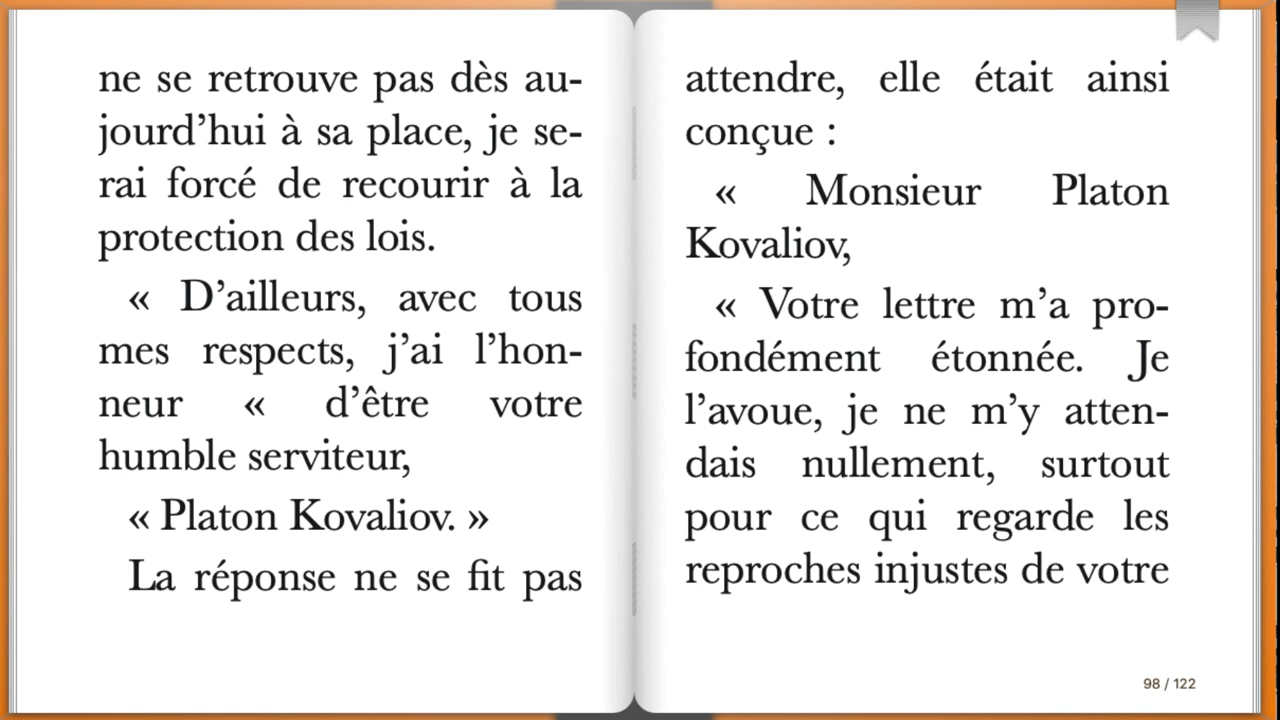 ne se retrouve pas dès au-
jourd’hui à sa place, je se-
rai forcé de recourir à la
protection des lois.
« D’ailleurs, avec tous
mes respects, j’ai l’hon-
neur « d’être votre
humble serviteur,
« Platon Kovaliov. »
La réponse ne se fit pas
attendre, elle était ainsi
conçue :
« Monsieur Platon
Kovaliov,
« Votre lettre m’a pro-
fondément étonnée. Je
l’avoue, je ne m’y atten-
dais nullement, surtout
pour ce qui regarde les
reproches injustes de votre
98 / 122